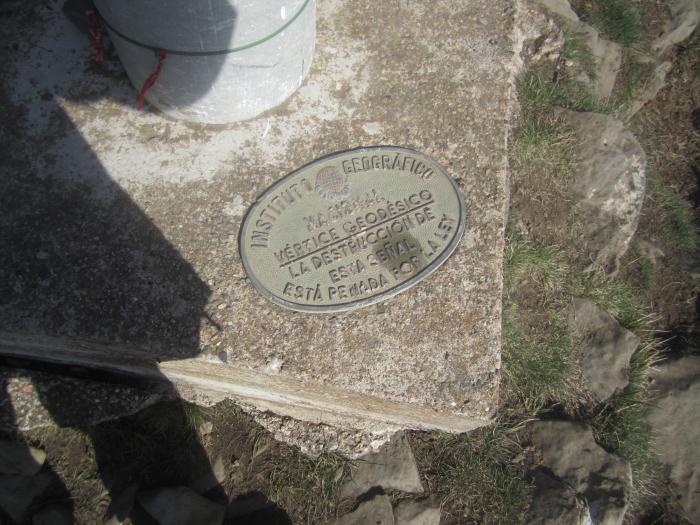 INSTITUTO GEOGRÁFICO
NACIONAL
VÉRTICE GEODÉSICO
LA DESTRUCCIÓN DE
ESTA SEÑAL
ESTÁ PENADA POR LA LEY